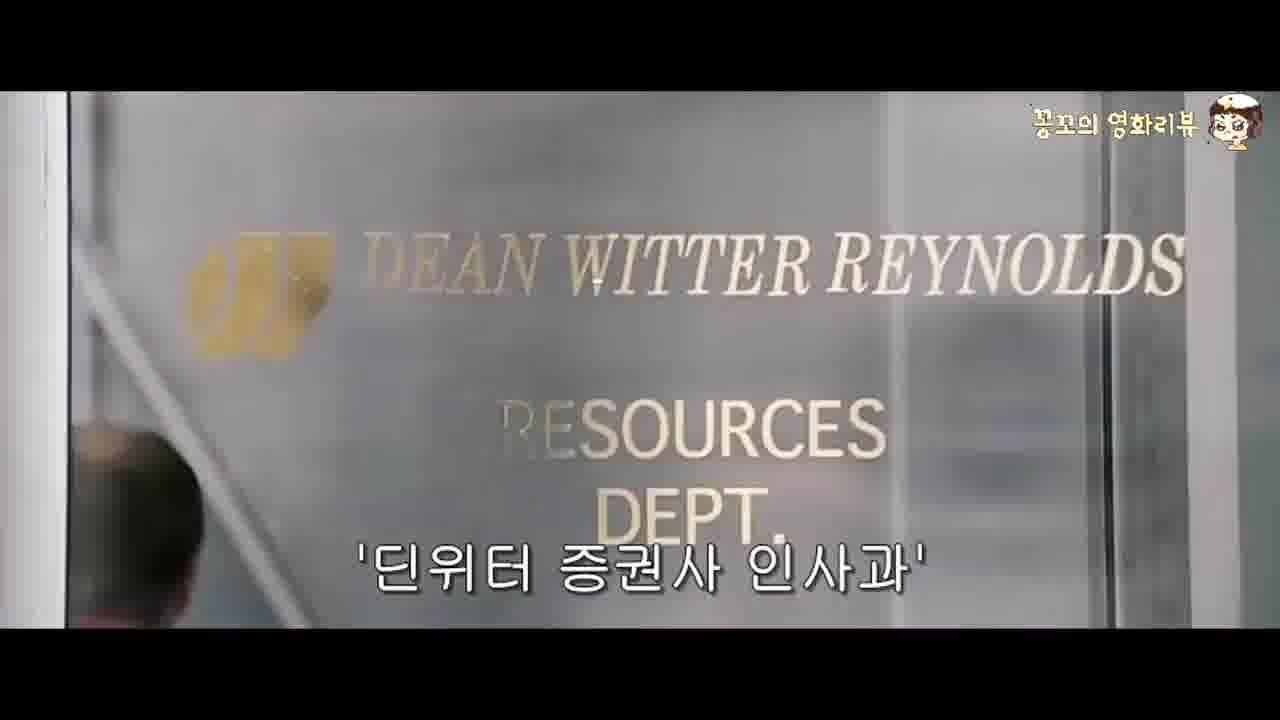 꽁꼬의 영화리뷰
DEAN WITTER REYNOLDS
RESOURCES
DEPT.
'딘위터 증권사 인사과'